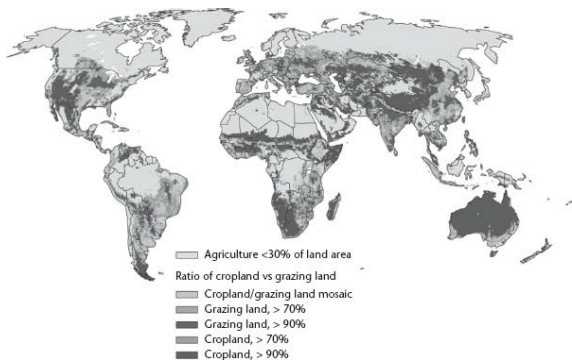 Agriculture <30% of land area
Ratio of cropland vs grazing land
Cropland/grazing land mosaic
Grazing land, > 70%
Grazing land, > 90%
Cropland, > 70%
Cropland, > 90%